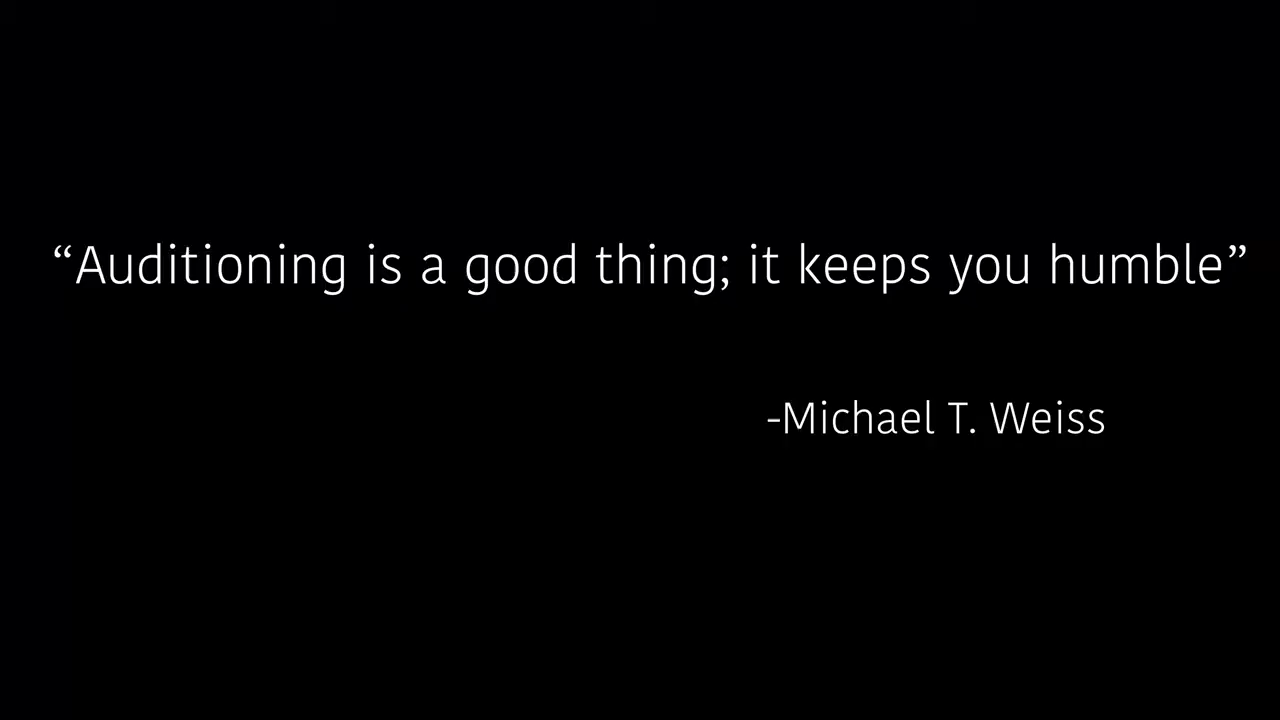 “Auditioning is a good thing; it keeps you humble”
-Michael T. Weiss